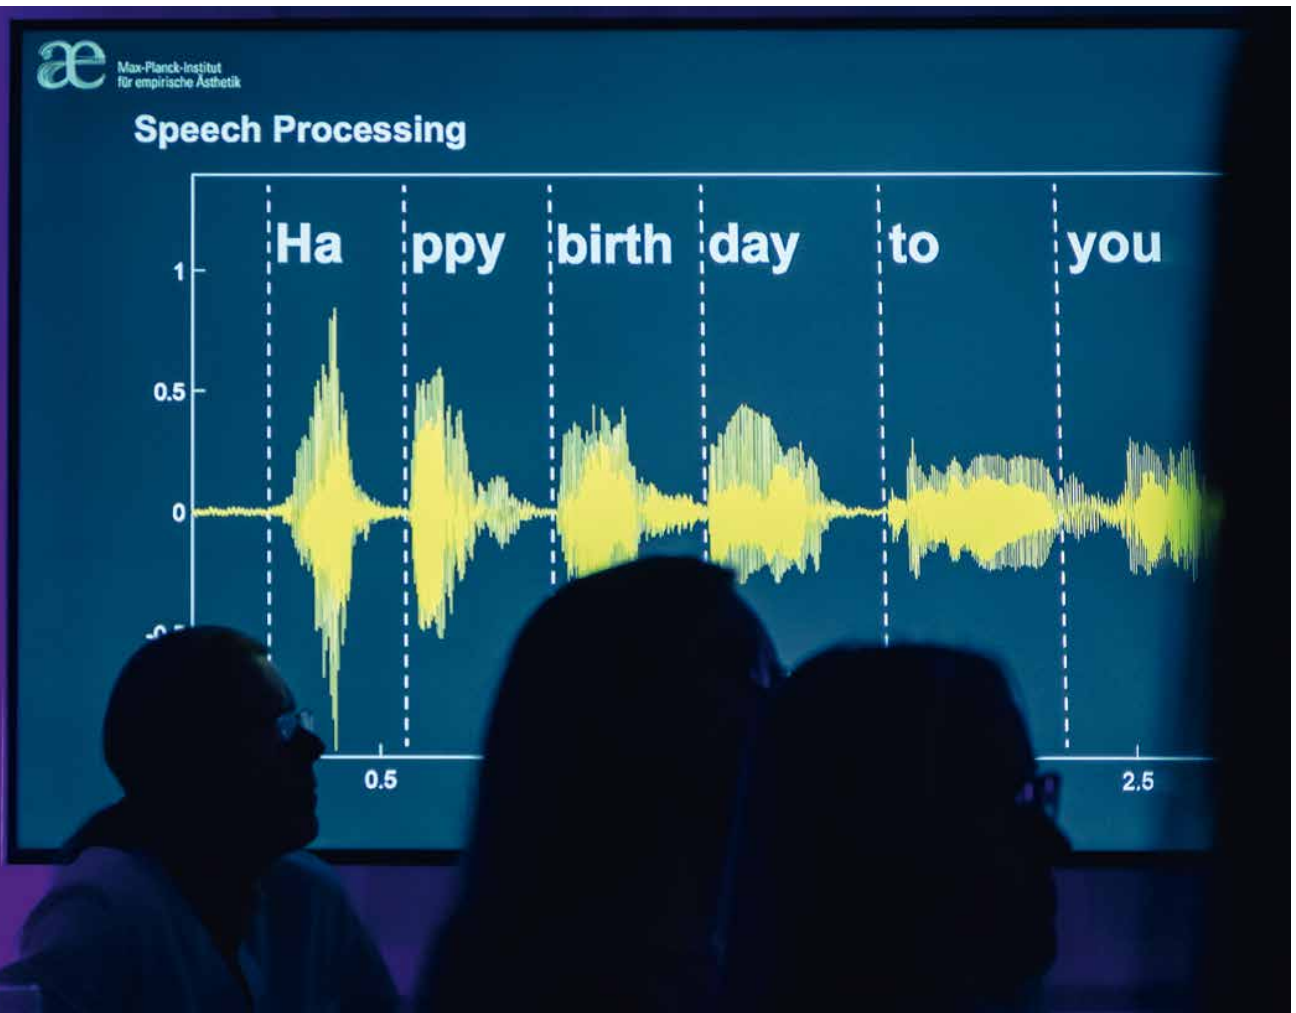 æ
Max-Planck-Institut
für empirische Ästhetik
Speech Processing
Ha ppy birth day to you
1
0.5
0
0.5 2.5